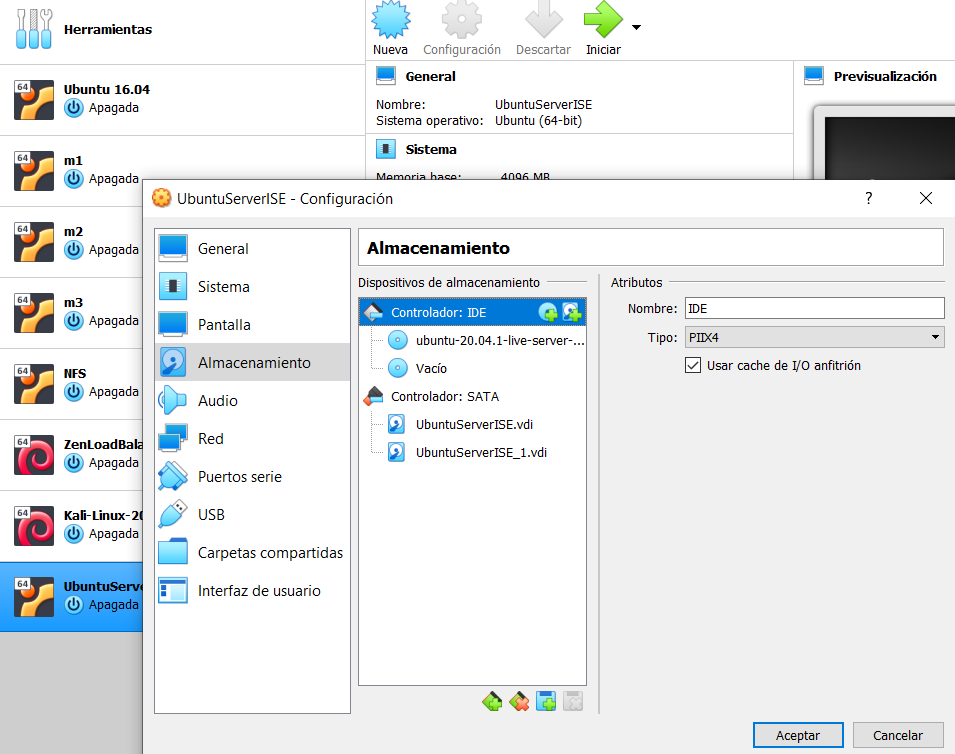 Herramientas
64
Ubuntu 16.04
Apagada
64
m1
Apagada
64
m2
Apagada
64
m3
Apagada
64
NFS
Apagada
64
ZenLoadBala
Apagada
64
Kali-Linux-20
Apagada
64
UbuntuServe
Apagada
Nueva
Configuración
Descartar
Iniciar
General
Nombre: UbuntuServerISE
Sistema operativo: Ubuntu (64-bit)
Sistema
Memoria base: 4096 MB
Previsualización
UbuntuServerISE - Configuración
?
General
Sistema
Pantalla
Almacenamiento
Audio
Red
Puertos serie
USB
Carpetas compartidas
Interfaz de usuario
Almacenamiento
Dispositivos de almacenamiento
Controlador: IDE
ubuntu-20.04.1-live-server-...
Vacío
Controlador: SATA
UbuntuServerISE.vdi
UbuntuServerISE_1.vdi
Atributos
Nombre: IDE
Tipo: PIIX4
Usar cache de I/O anfitrión
Aceptar
Cancelar